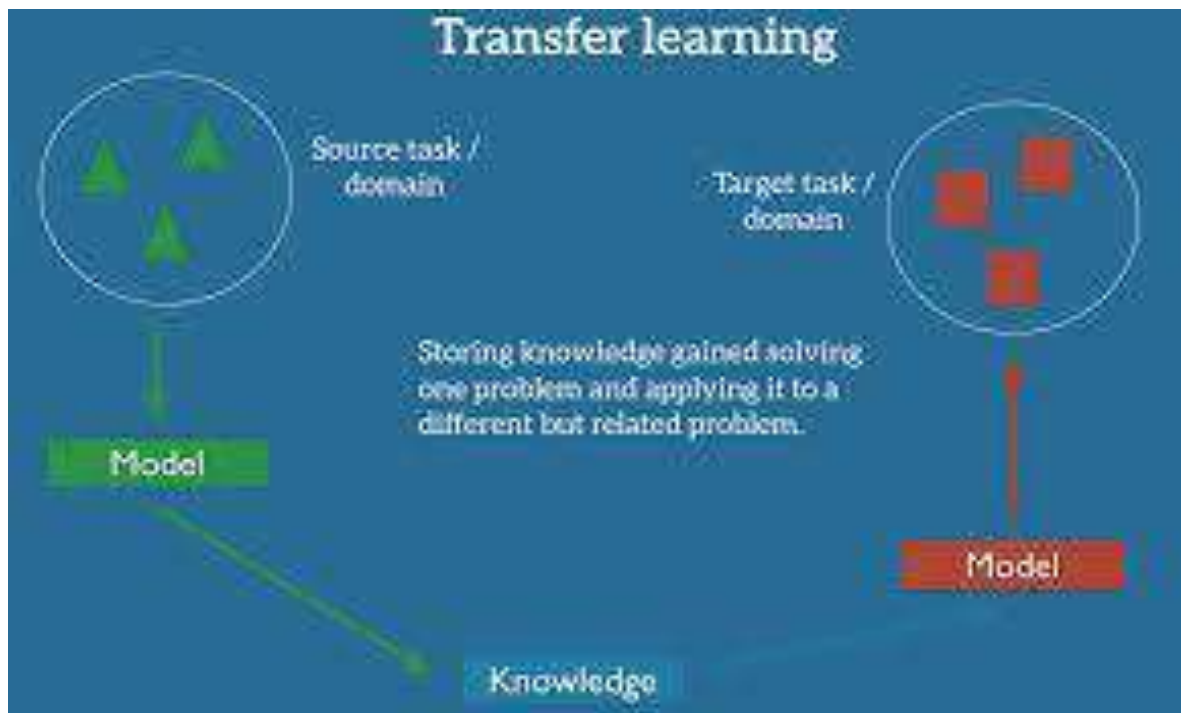 Transfer learning
Source task /
domain
Target task /
domain
Storing knowledge gained solving
one problem and applying it to a
different but related problem.
Model
Model
Knowledge